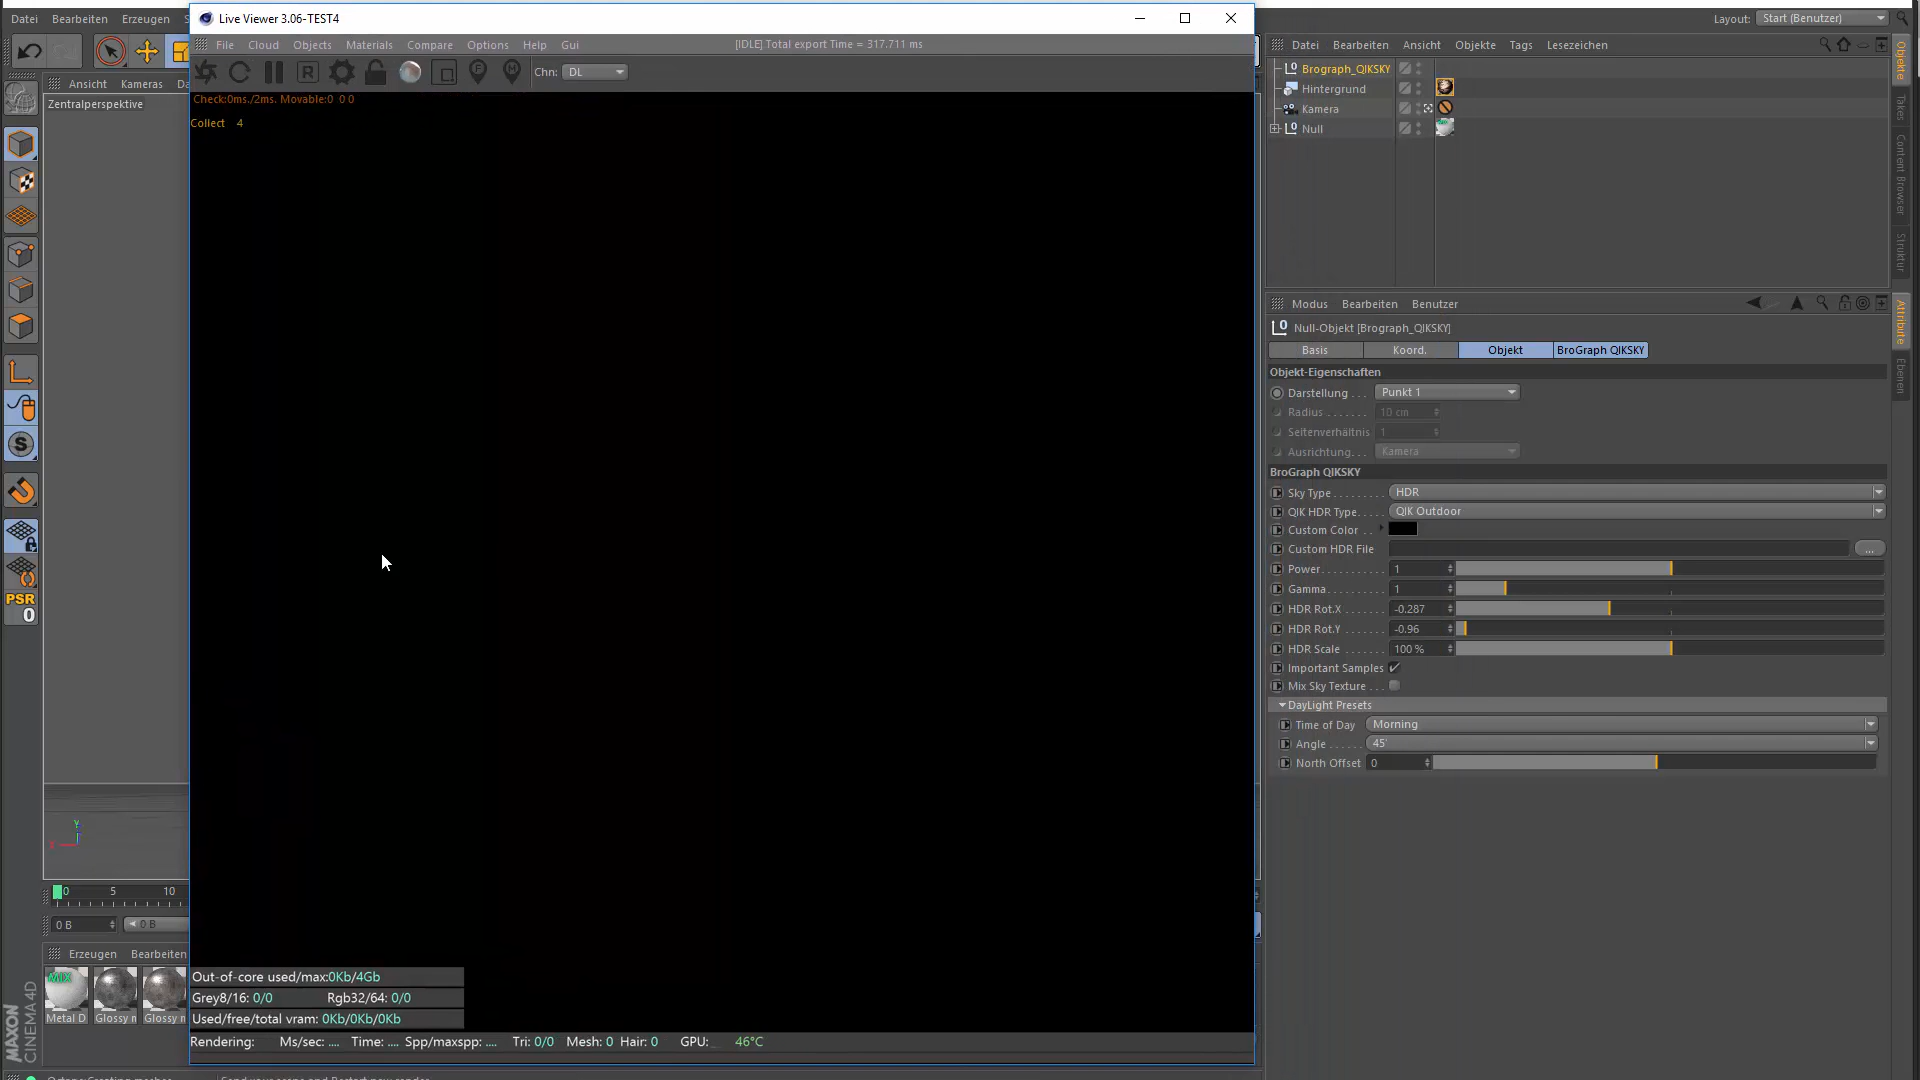 Live Viewer 3.06-TEST4
Datei Bearbeiten Erzeugen
Layout: Start (Benutzer)
File Cloud Objects Materials Compare Options Help Gui
[IDLE] Total export Time = 317.711 ms
Datei Bearbeiten Ansicht Objekte Tags Lesezeichen
Chn: DL
Ansicht Kameras
Zentralperspektive
Check:0ms./2ms. Movable:0 0 0
Collect 4
Brograph_QIKSKY
Hintergrund
Kamera
Null
Objekte
Takes
Content Browser
Struktur
Attribute
Ebenen
Modus Bearbeiten Benutzer
Null-Objekt [Brograph_QIKSKY]
Basis Koord. Objekt BroGraph QIKSKY
Objekt-Eigenschaften
Darstellung . . . Punkt 1
Radius . . . . . . . 10 cm
Seitenverhältnis 1
Ausrichtung. . . Kamera
BroGraph QIKSKY
Sky Type . . . . . . . . HDR
QIK HDR Type. . . . . QIK Outdoor
Custom Color . .
Custom HDR File ...
Power. . . . . . . . . . 1
Gamma. . . . . . . . . 1
HDR Rot.X . . . . . . -0.287
HDR Rot.Y . . . . . . -0.96
HDR Scale . . . . . . 100 %
Important Samples
Mix Sky Texture . . .
DayLight Presets
Time of Day Morning
Angle . . . . . 45°
North Offset 0
PSR
0
Y
X
0 5 10
0 B 0 B
Erzeugen Bearbeiten
MIX
Metal D Glossy n Glossy n
MAXON
CINEMA 4D
Out-of-core used/max:0Kb/4Gb
Grey8/16: 0/0 Rgb32/64: 0/0
Used/free/total vram: 0Kb/0Kb/0Kb
Rendering: Ms/sec: .... Time: .... Spp/maxspp: .... Tri: 0/0 Mesh: 0 Hair: 0 GPU: 46°C